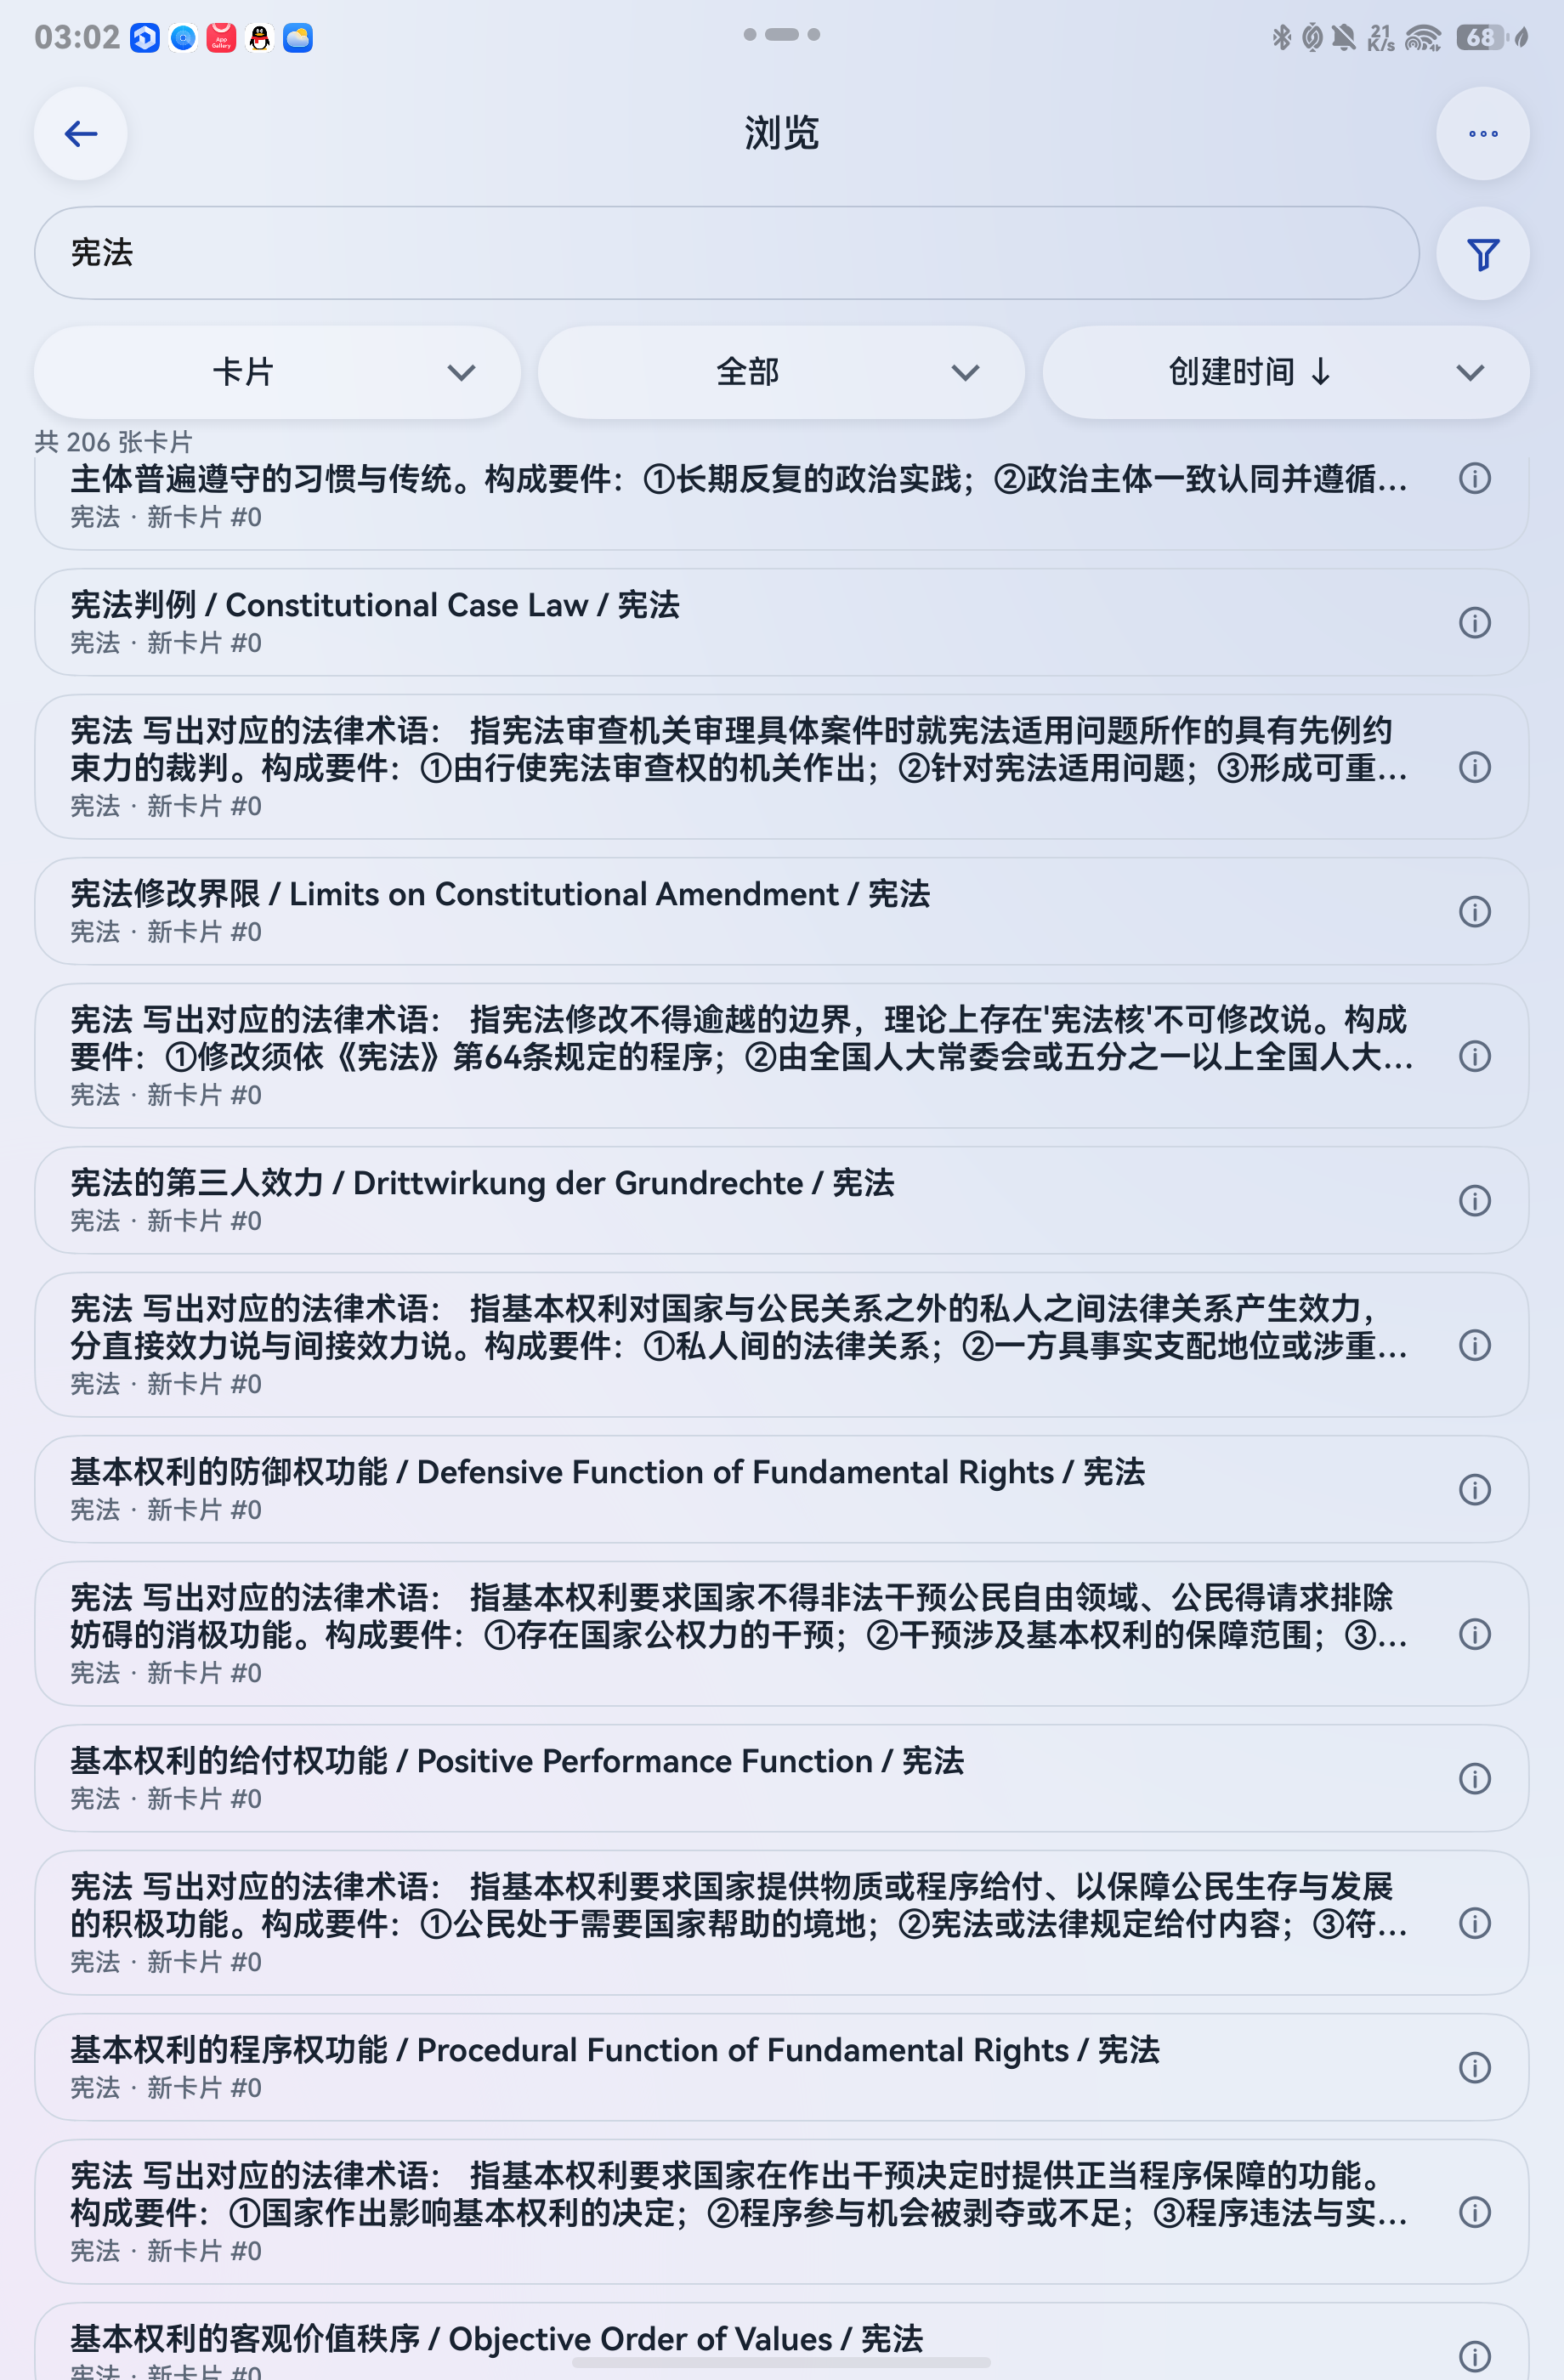 03:02
21 K/s
68
浏览
宪法
卡片
全部
创建时间 ↓
共 206 张卡片
主体普遍遵守的习惯与传统。构成要件：①长期反复的政治实践；②政治主体一致认同并遵循…
宪法 · 新卡片 #0
宪法判例 / Constitutional Case Law / 宪法
宪法 · 新卡片 #0
宪法 写出对应的法律术语： 指宪法审查机关审理具体案件时就宪法适用问题所作的具有先例约
束力的裁判。构成要件：①由行使宪法审查权的机关作出；②针对宪法适用问题；③形成可重…
宪法 · 新卡片 #0
宪法修改界限 / Limits on Constitutional Amendment / 宪法
宪法 · 新卡片 #0
宪法 写出对应的法律术语： 指宪法修改不得逾越的边界，理论上存在'宪法核'不可修改说。构成
要件：①修改须依《宪法》第64条规定的程序；②由全国人大常委会或五分之一以上全国人大…
宪法 · 新卡片 #0
宪法的第三人效力 / Drittwirkung der Grundrechte / 宪法
宪法 · 新卡片 #0
宪法 写出对应的法律术语： 指基本权利对国家与公民关系之外的私人之间法律关系产生效力，
分直接效力说与间接效力说。构成要件：①私人间的法律关系；②一方具事实支配地位或涉重…
宪法 · 新卡片 #0
基本权利的防御权功能 / Defensive Function of Fundamental Rights / 宪法
宪法 · 新卡片 #0
宪法 写出对应的法律术语： 指基本权利要求国家不得非法干预公民自由领域、公民得请求排除
妨碍的消极功能。构成要件：①存在国家公权力的干预；②干预涉及基本权利的保障范围；③…
宪法 · 新卡片 #0
基本权利的给付权功能 / Positive Performance Function / 宪法
宪法 · 新卡片 #0
宪法 写出对应的法律术语： 指基本权利要求国家提供物质或程序给付、以保障公民生存与发展
的积极功能。构成要件：①公民处于需要国家帮助的境地；②宪法或法律规定给付内容；③符…
宪法 · 新卡片 #0
基本权利的程序权功能 / Procedural Function of Fundamental Rights / 宪法
宪法 · 新卡片 #0
宪法 写出对应的法律术语： 指基本权利要求国家在作出干预决定时提供正当程序保障的功能。
构成要件：①国家作出影响基本权利的决定；②程序参与机会被剥夺或不足；③程序违法与实…
宪法 · 新卡片 #0
基本权利的客观价值秩序 / Objective Order of Values / 宪法
宪法 · 新卡片 #0